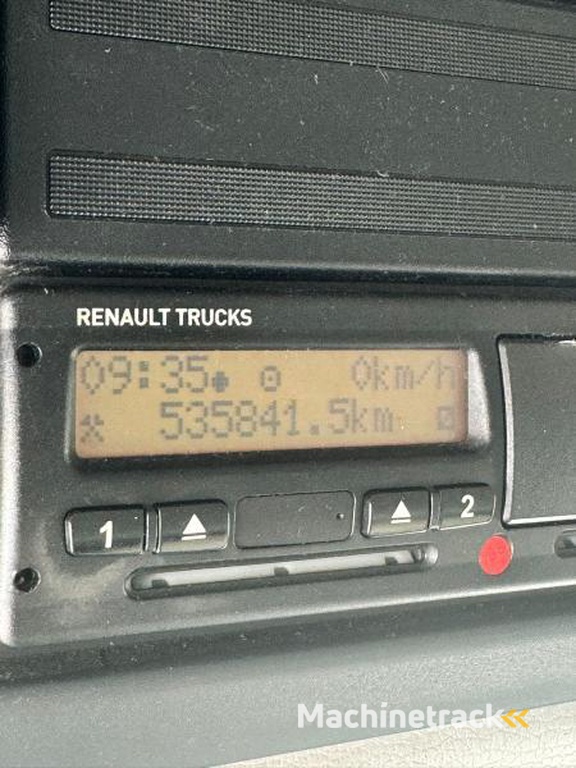 RENAULT TRUCKS
09:35 0km/h
535841.5km
1 2
Machinetrack